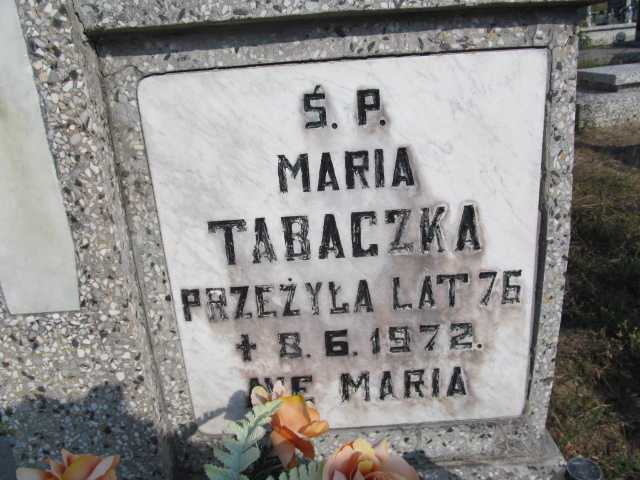 Ś. P.
MARIA
TABACZKA
PRZEŻYŁA LAT 76
+ 8.6.1972.
AVE MARIA